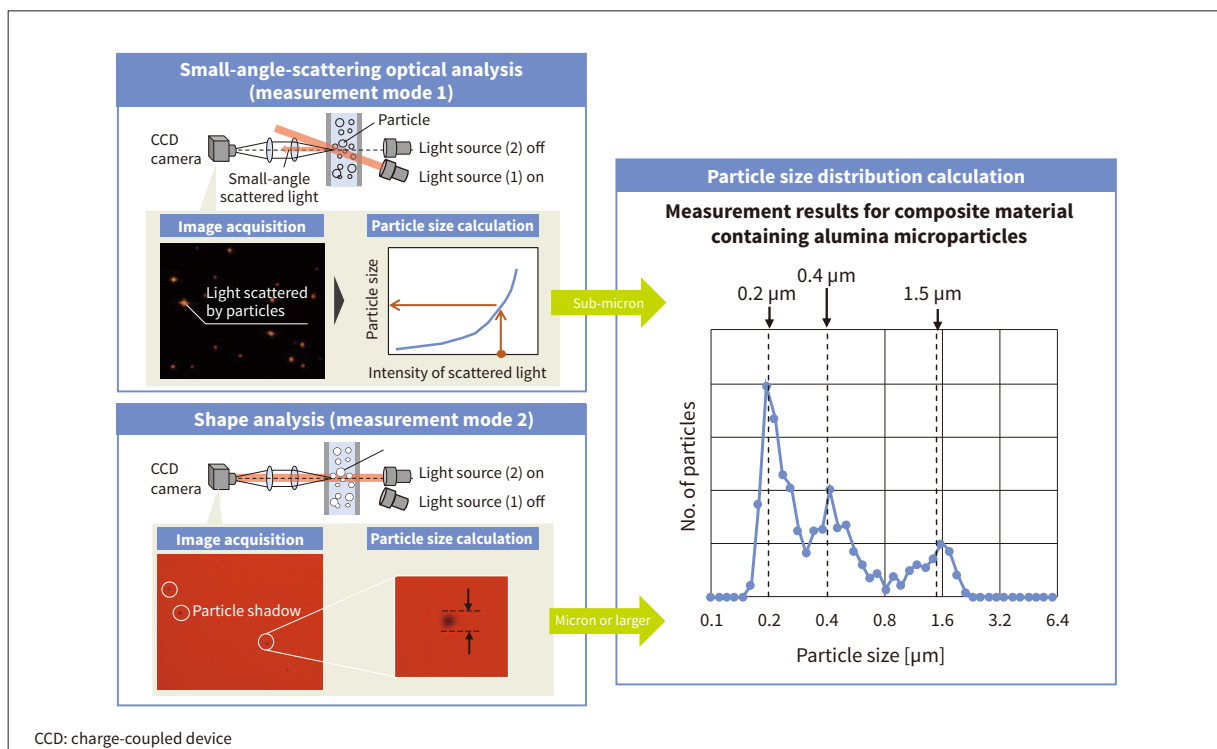 Small-angle-scattering optical analysis
(measurement mode 1)
Particle
CCD
camera
Light source (2) off
Light source (1) on
Small-angle
scattered light
Image acquisition
Particle size calculation
Light scattered
by particles
Particle size
Intensity of scattered light
Sub-micron
Shape analysis (measurement mode 2)
CCD
camera
Light source (2) on
Light source (1) off
Image acquisition
Particle size calculation
Particle shadow
Micron or larger
Particle size distribution calculation
Measurement results for composite material
containing alumina microparticles
0.2 μm
0.4 μm
1.5 μm
No. of particles
0.1 0.2 0.4 0.8 1.6 3.2 6.4
Particle size [μm]
CCD: charge-coupled device